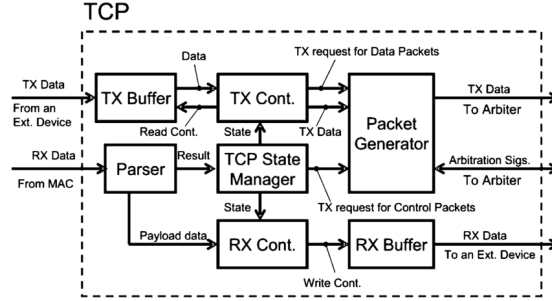 TCP
Data
TX request for Data Packets
TX Data
From an
Ext. Device
TX Buffer
TX Cont.
Packet
Generator
TX Data
To Arbiter
Read Cont.
State
TX Data
RX Data
From MAC
Parser
Result
TCP State
Manager
Arbitration Sigs.
To Arbiter
TX request for Control Packets
State
Payload data
RX Cont.
RX Buffer
RX Data
To an Ext. Device
Write Cont.